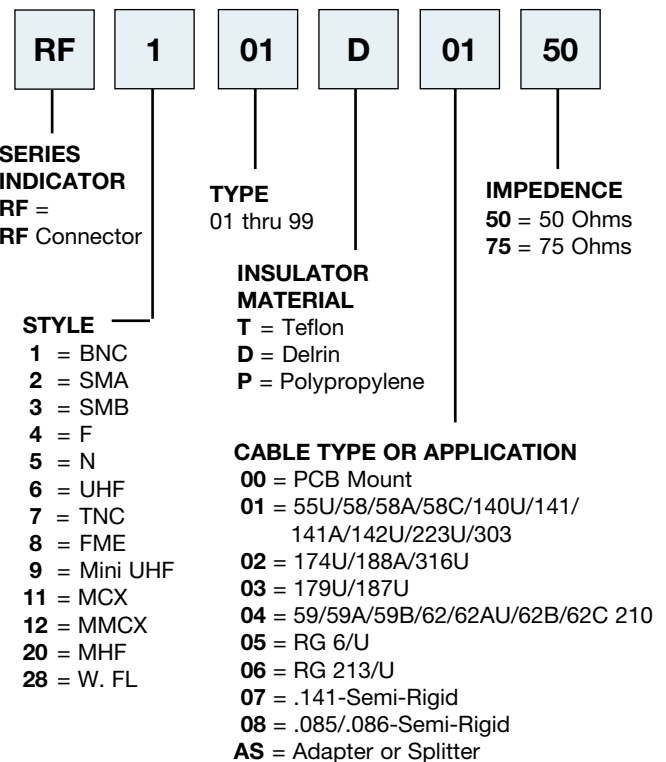 RF 1 01 D 01 50
SERIES
INDICATOR
RF =
RF Connector
STYLE
1 = BNC
2 = SMA
3 = SMB
4 = F
5 = N
6 = UHF
7 = TNC
8 = FME
9 = Mini UHF
11 = MCX
12 = MMCX
20 = MHF
28 = W. FL
TYPE
01 thru 99
INSULATOR
MATERIAL
T = Teflon
D = Delrin
P = Polypropylene
CABLE TYPE OR APPLICATION
00 = PCB Mount
01 = 55U/58/58A/58C/140U/141/
141A/142U/223U/303
02 = 174U/188A/316U
03 = 179U/187U
04 = 59/59A/59B/62/62AU/62B/62C 210
05 = RG 6/U
06 = RG 213/U
07 = .141-Semi-Rigid
08 = .085/.086-Semi-Rigid
AS = Adapter or Splitter
IMPEDENCE
50 = 50 Ohms
75 = 75 Ohms